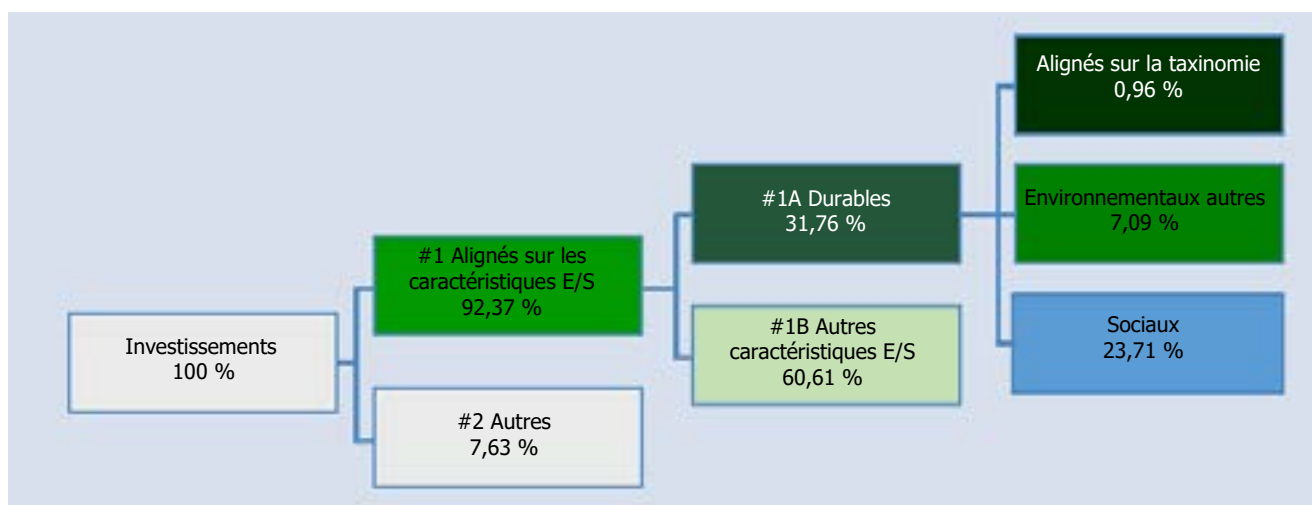 Investissements
100 %
#1 Alignés sur les
caractéristiques E/S
92,37 %
#2 Autres
7,63 %
#1A Durables
31,76 %
#1B Autres
caractéristiques E/S
60,61 %
Alignés sur la taxinomie
0,96 %
Environnementaux autres
7,09 %
Sociaux
23,71 %